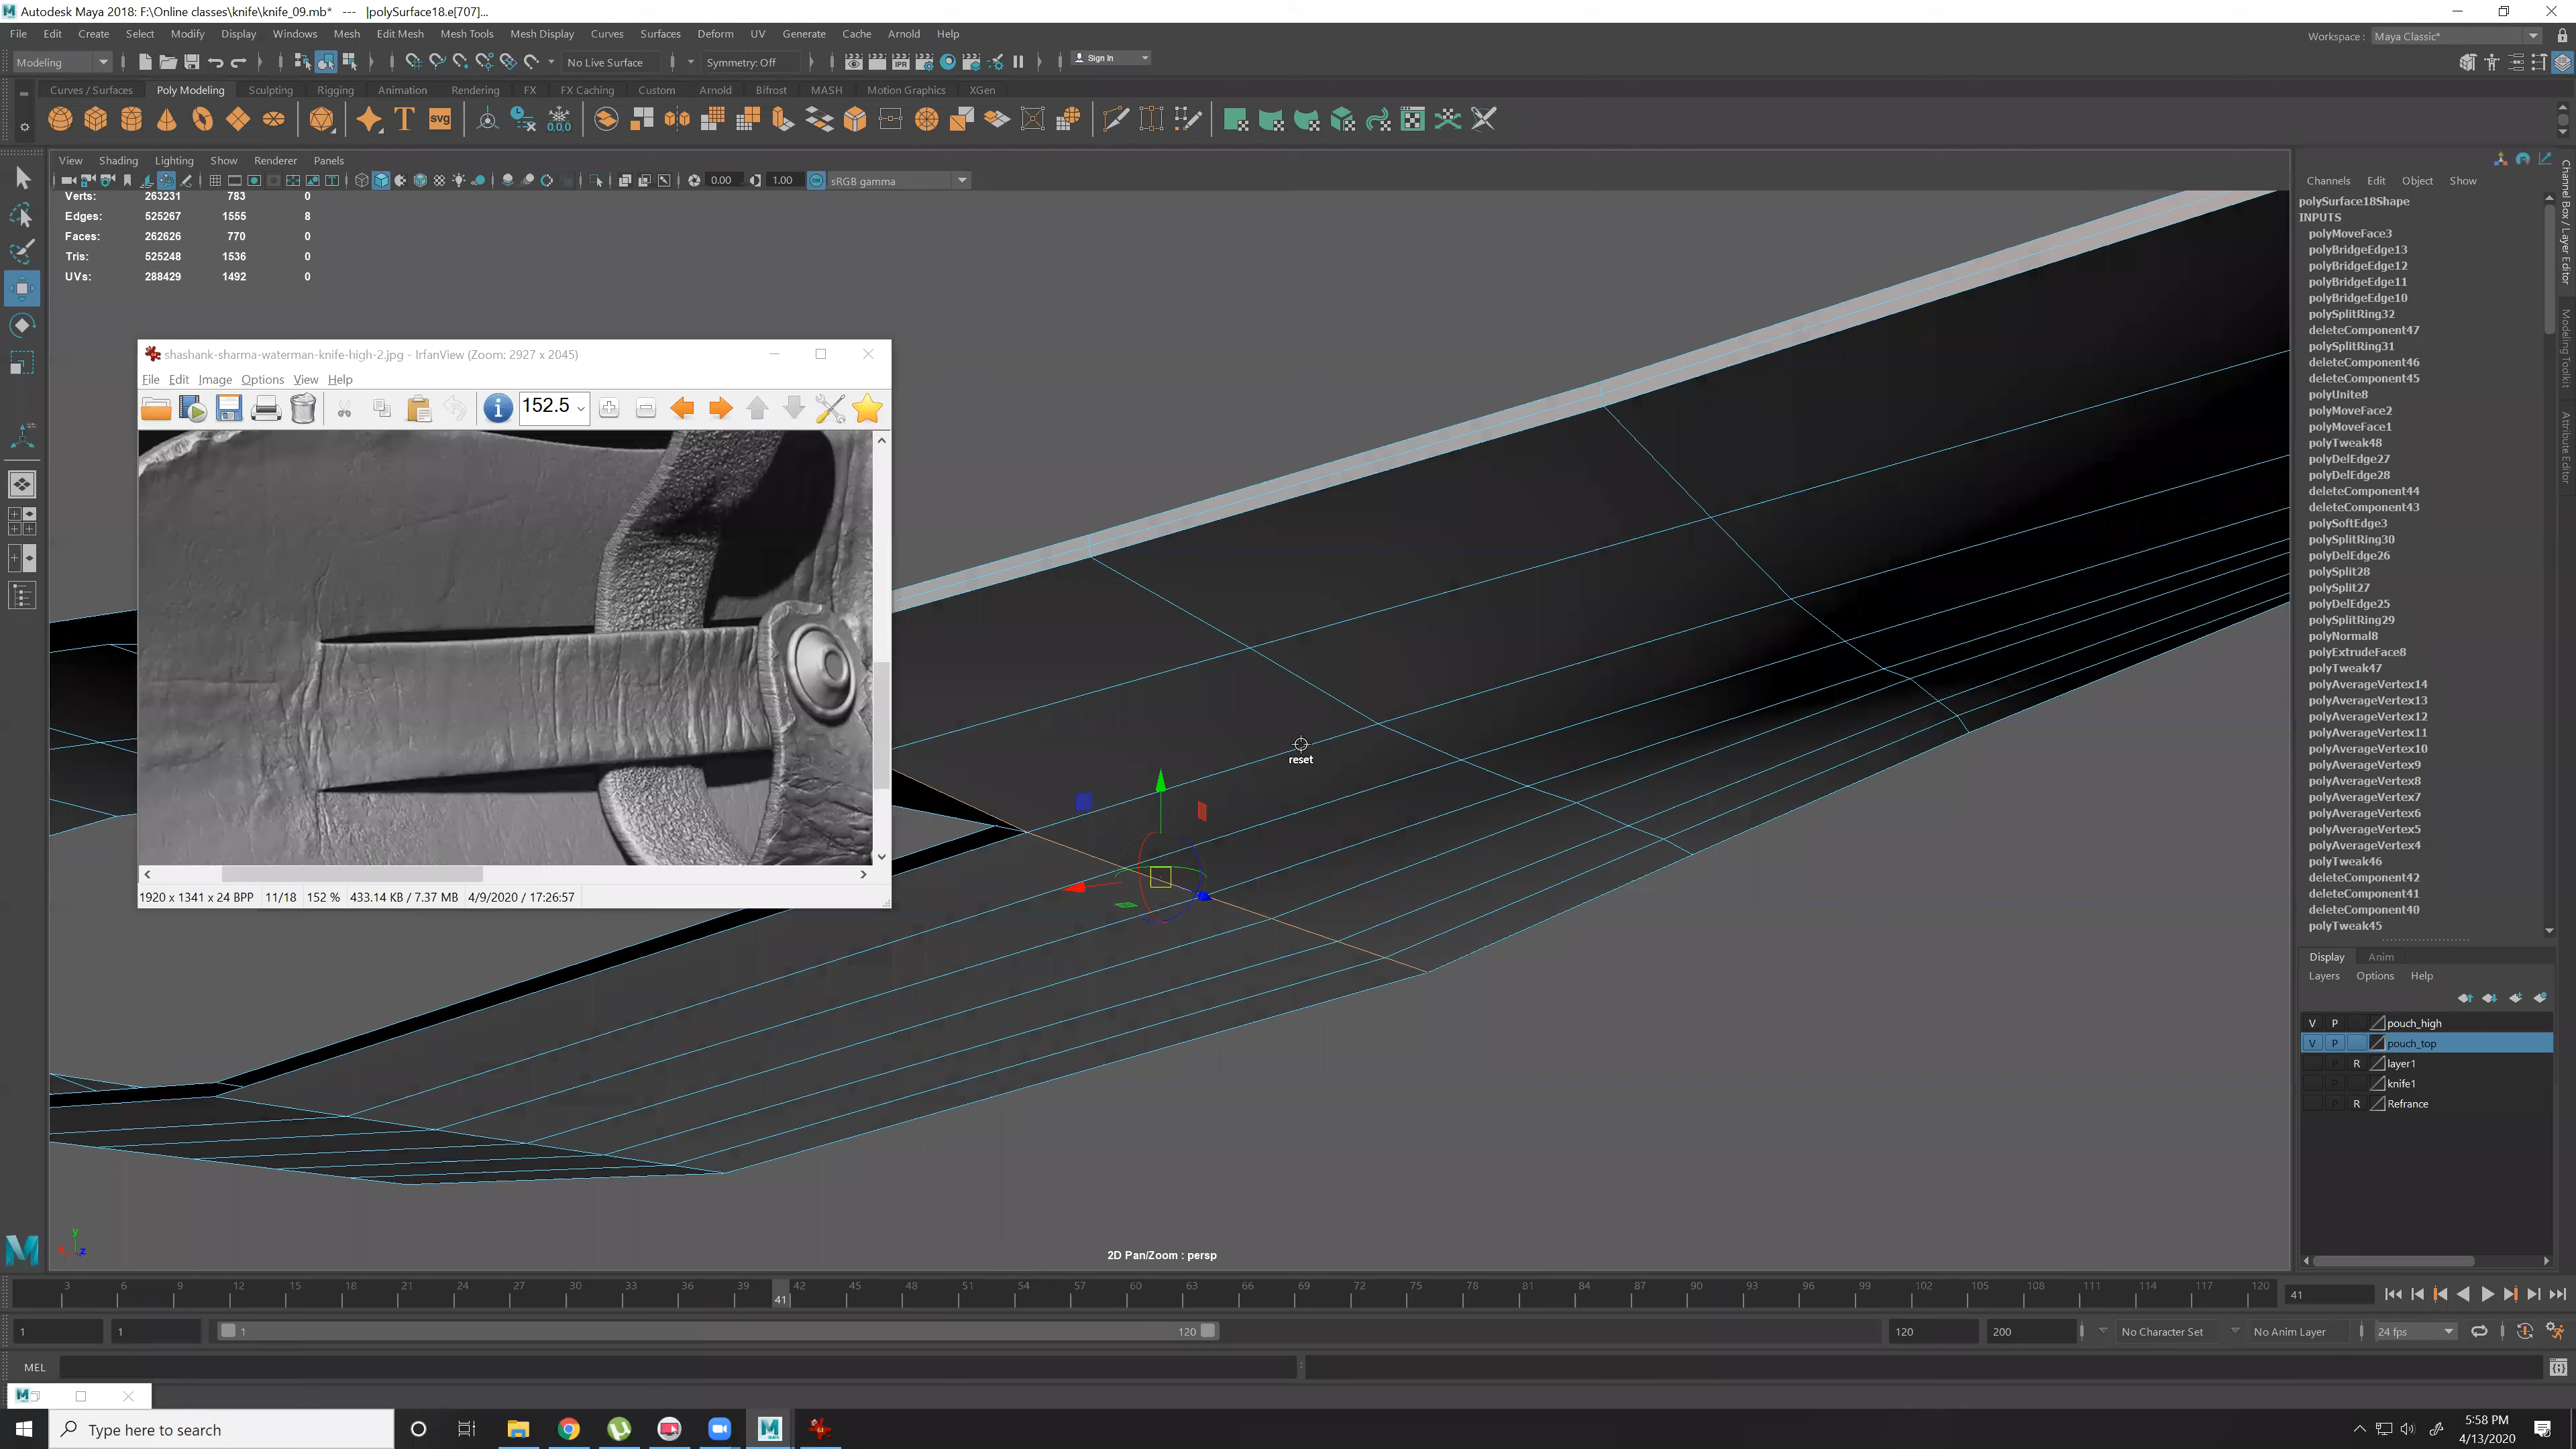 Autodesk Maya 2018: F:\Online classes\knife\knife_09.mb* --- |polySurface18.e[707]...
File Edit Create Select Modify Display Windows Mesh Edit Mesh Mesh Tools Mesh Display Curves Surfaces Deform UV Generate Cache Arnold Help
Workspace : Maya Classic*
Modeling No Live Surface Symmetry: Off Sign In
Curves / Surfaces Poly Modeling Sculpting Rigging Animation Rendering FX FX Caching Custom Arnold Bifrost MASH Motion Graphics XGen
View Shading Lighting Show Renderer Panels
0.00 1.00 sRGB gamma
Verts: 263231 783 0
Edges: 525267 1555 8
Faces: 262626 770 0
Tris: 525248 1536 0
UVs: 288429 1492 0
shashank-sharma-waterman-knife-high-2.jpg - IrfanView (Zoom: 2927 x 2045)
File Edit Image Options View Help
152.5
1920 x 1341 x 24 BPP 11/18 152 % 433.14 KB / 7.37 MB 4/9/2020 / 17:26:57
reset
2D Pan/Zoom : persp
Channels Edit Object Show
polySurface18Shape
INPUTS
polyMoveFace3
polyBridgeEdge13
polyBridgeEdge12
polyBridgeEdge11
polyBridgeEdge10
polySplitRing32
deleteComponent47
polySplitRing31
deleteComponent46
deleteComponent45
polyUnite8
polyMoveFace2
polyMoveFace1
polyTweak48
polyDelEdge27
polyDelEdge28
deleteComponent44
deleteComponent43
polySoftEdge3
polySplitRing30
polyDelEdge26
polySplit28
polySplit27
polyDelEdge25
polySplitRing29
polyNormal8
polyExtrudeFace8
polyTweak47
polyAverageVertex14
polyAverageVertex13
polyAverageVertex12
polyAverageVertex11
polyAverageVertex10
polyAverageVertex9
polyAverageVertex8
polyAverageVertex7
polyAverageVertex6
polyAverageVertex5
polyAverageVertex4
polyTweak46
deleteComponent42
deleteComponent41
deleteComponent40
polyTweak45
Channel Box / Layer Editor
Modeling Toolkit
Attribute Editor
Display Anim
Layers Options Help
V P pouch_high
V P pouch_top
P R layer1
P knife1
P R Refrance
y
z
3 6 9 12 15 18 21 24 27 30 33 36 39 42 45 48 51 54 57 60 63 66 69 72 75 78 81 84 87 90 93 96 99 102 105 108 111 114 117 120
41
41
1 1 1 120 120 200 No Character Set No Anim Layer 24 fps
MEL
Type here to search
5:58 PM
4/13/2020